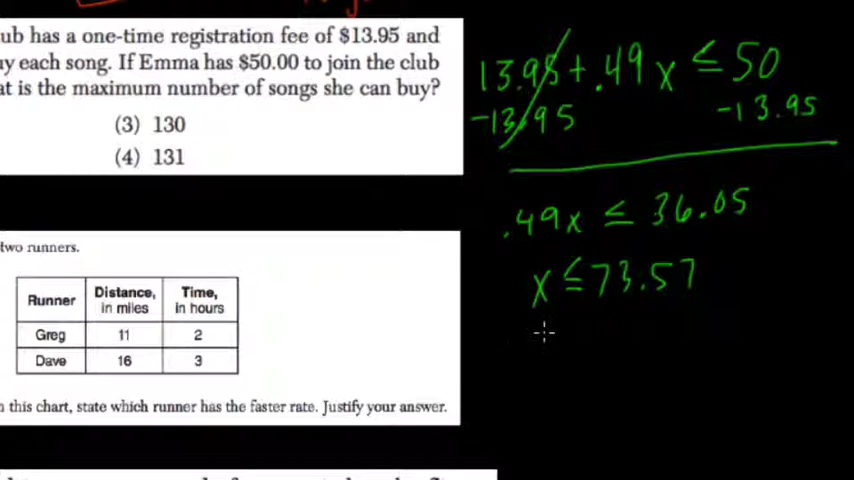 ub has a one-time registration fee of $13.95 and
y each song. If Emma has $50.00 to join the club
at is the maximum number of songs she can buy?
(3) 130
(4) 131
13.95 + .49x ≤ 50
-13.95 -13.95
.49x ≤ 36.05
x ≤ 73.57
two runners.
Runner Distance, in miles Time, in hours
Greg 11 2
Dave 16 3
this chart, state which runner has the faster rate. Justify your answer.